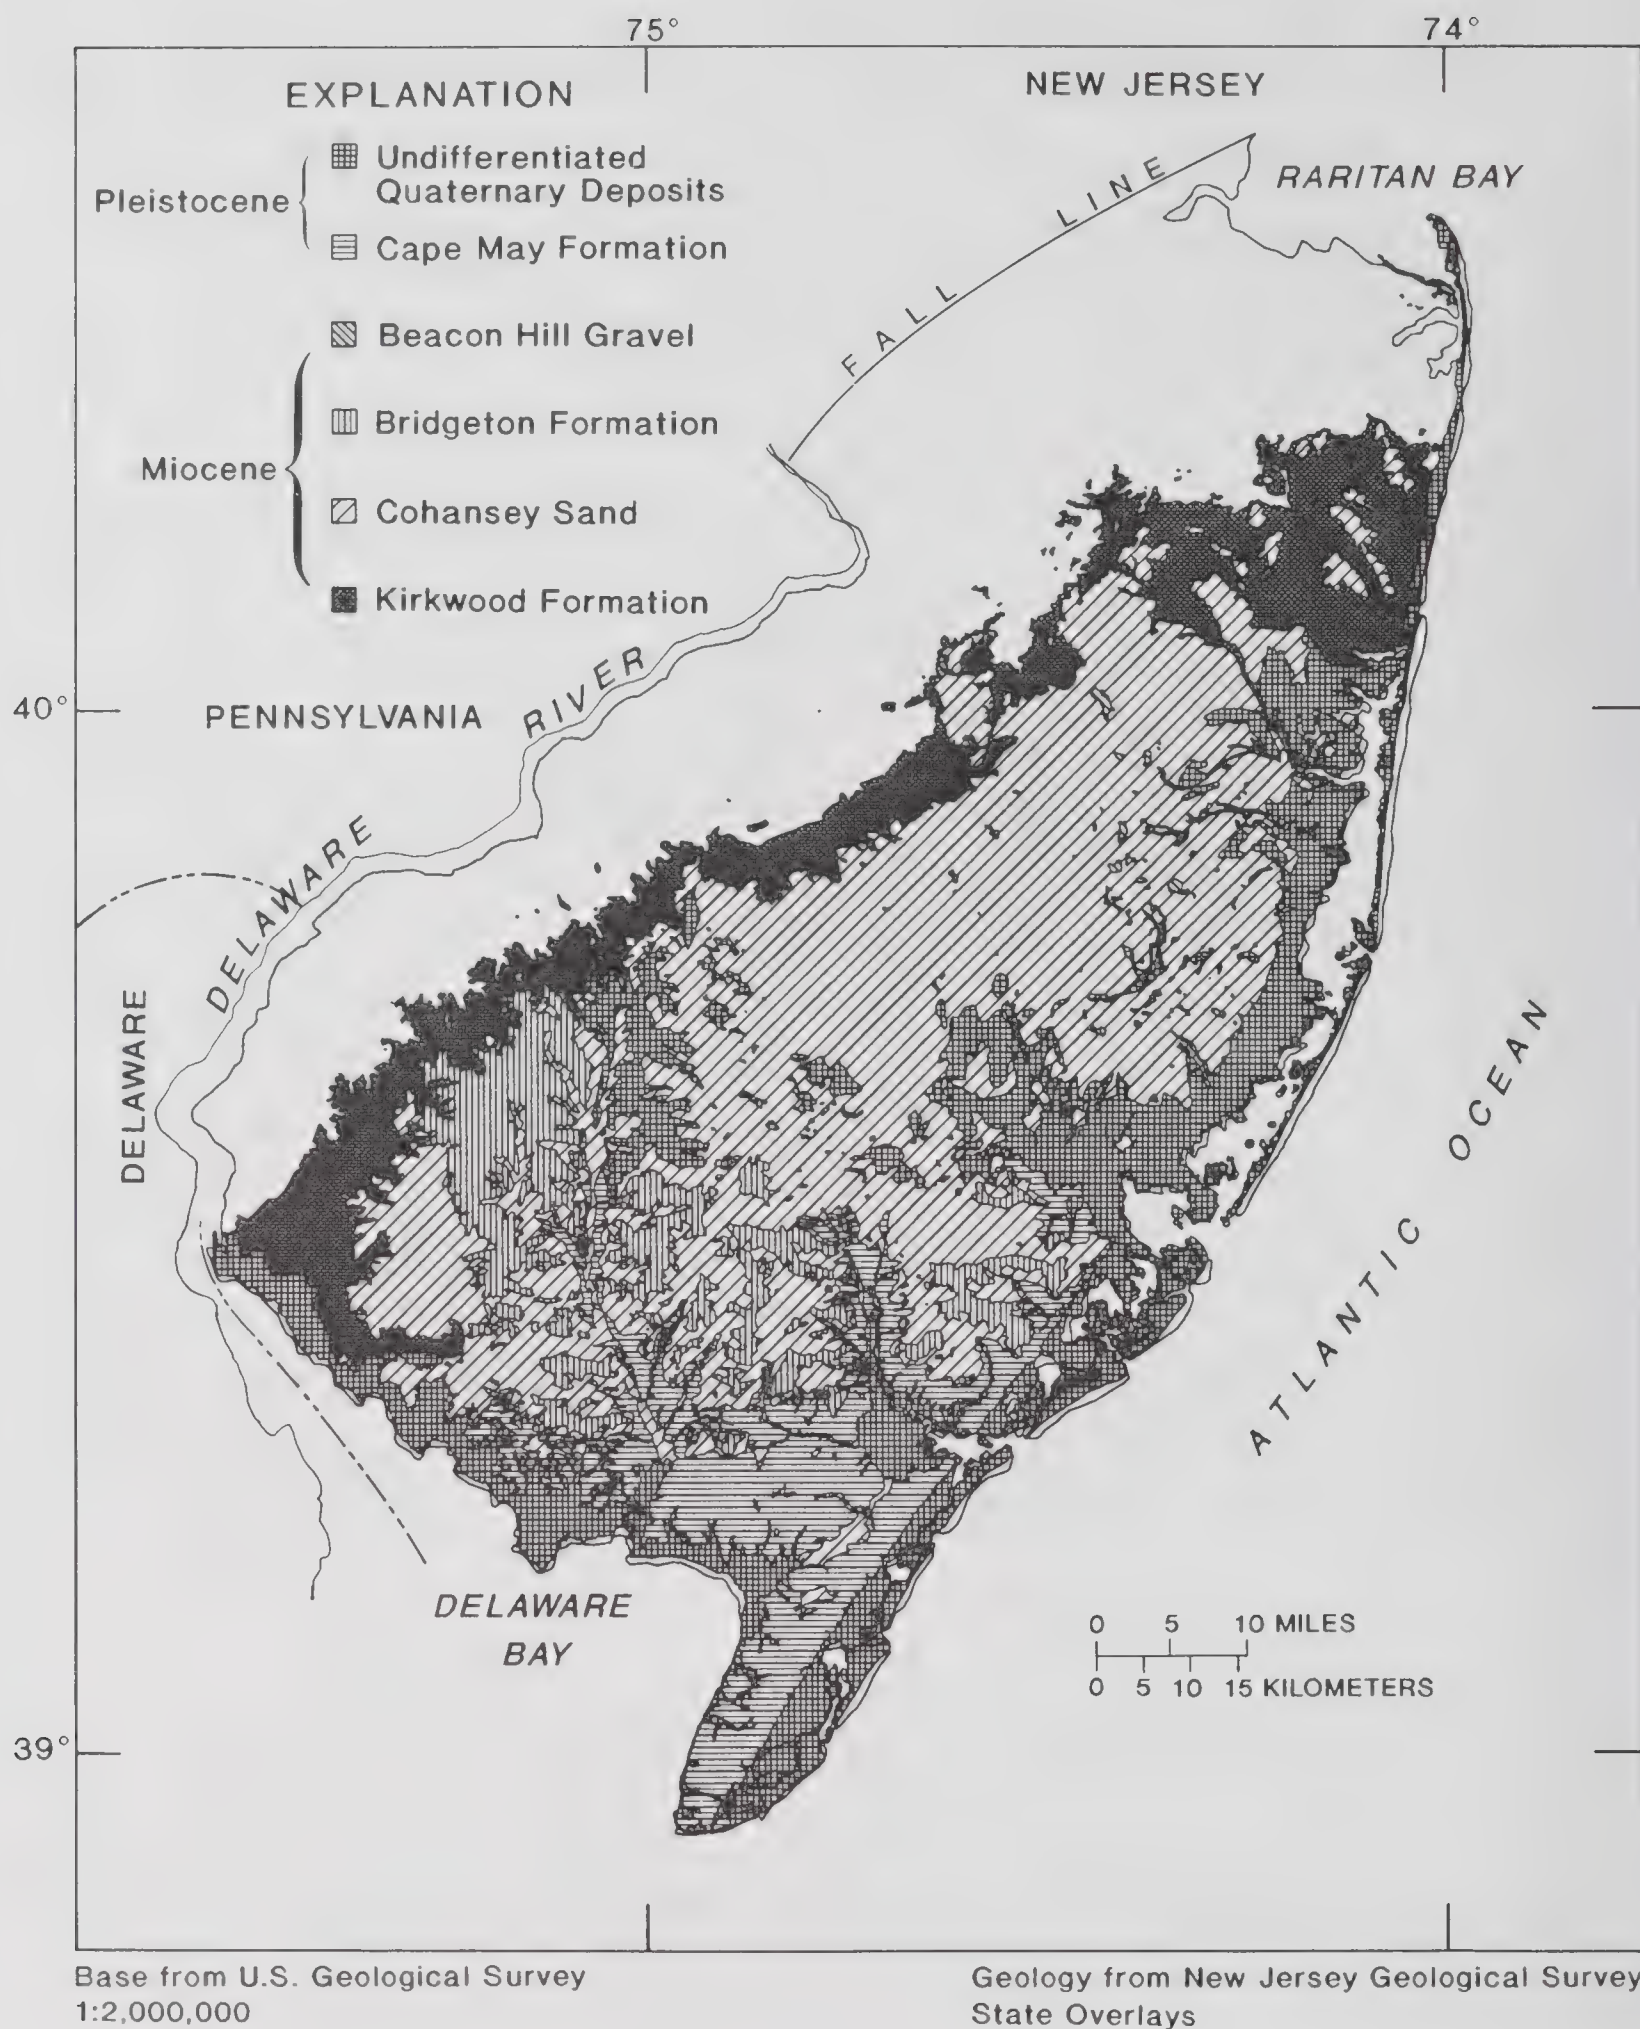 75°
74°
EXPLANATION
NEW JERSEY
Pleistocene
Undifferentiated
Quaternary Deposits
Cape May Formation
Beacon Hill Gravel
Miocene
Bridgeton Formation
Cohansey Sand
Kirkwood Formation
FALL LINE
RARITAN BAY
40°
PENNSYLVANIA
DELAWARE RIVER
DELAWARE
ATLANTIC OCEAN
DELAWARE
BAY
0 5 10 MILES
0 5 10 15 KILOMETERS
39°
Base from U.S. Geological Survey
1:2,000,000
Geology from New Jersey Geological Survey
State Overlays